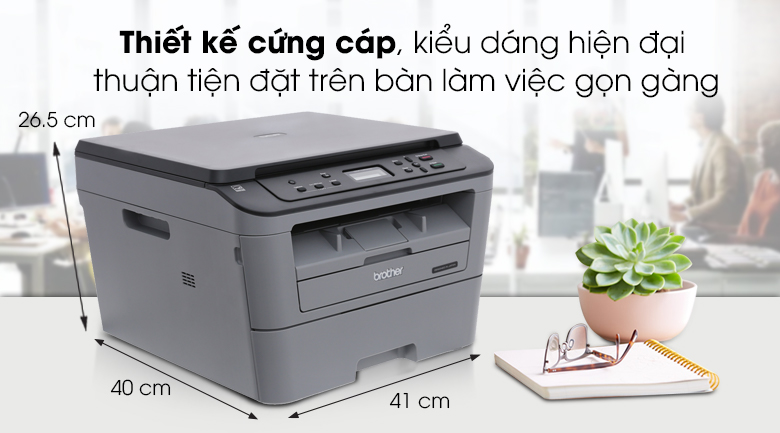 Thiết kế cứng cáp, kiểu dáng hiện đại
thuận tiện đặt trên bàn làm việc gọn gàng
26.5 cm
brother
40 cm
41 cm